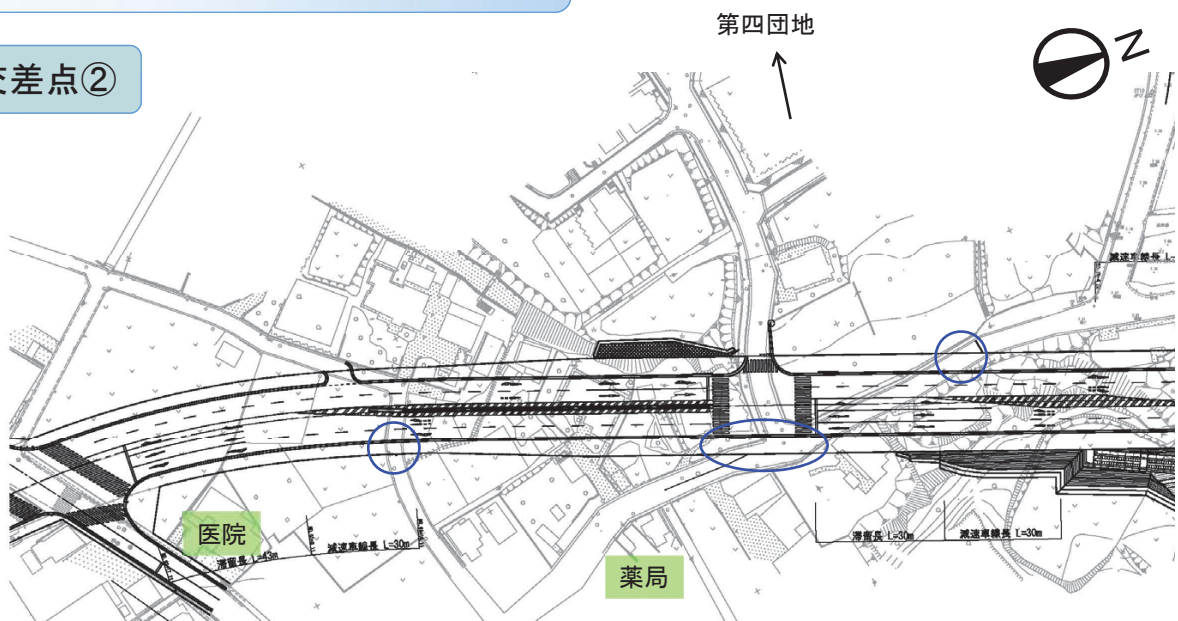 第四団地
N
交差点②
減速車線長 L=
医院
滞留長 L=43m
減速車線長 L=30m
滞留長 L=30m
減速車線長 L=30m
薬局